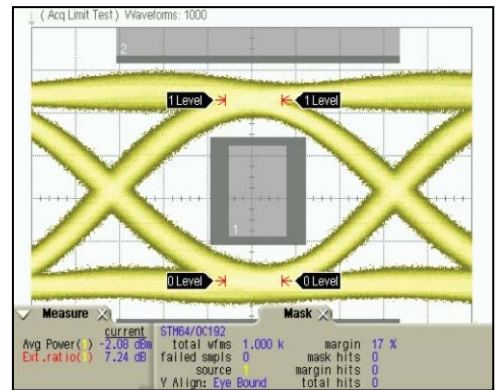 ( Acq Limit Test ) Waveforms: 1000
2
1 Level 1 Level
1
0 Level 0 Level
Measure Mask
current
Avg Power(1) -2.08 dBm
Ext.ratio(1) 7.24 dB
STM64/OC192
total wfms 1.000 k margin 17 %
failed smpls 0 mask hits 0
source 1 margin hits 0
Y Align: Eye Bound total hits 0